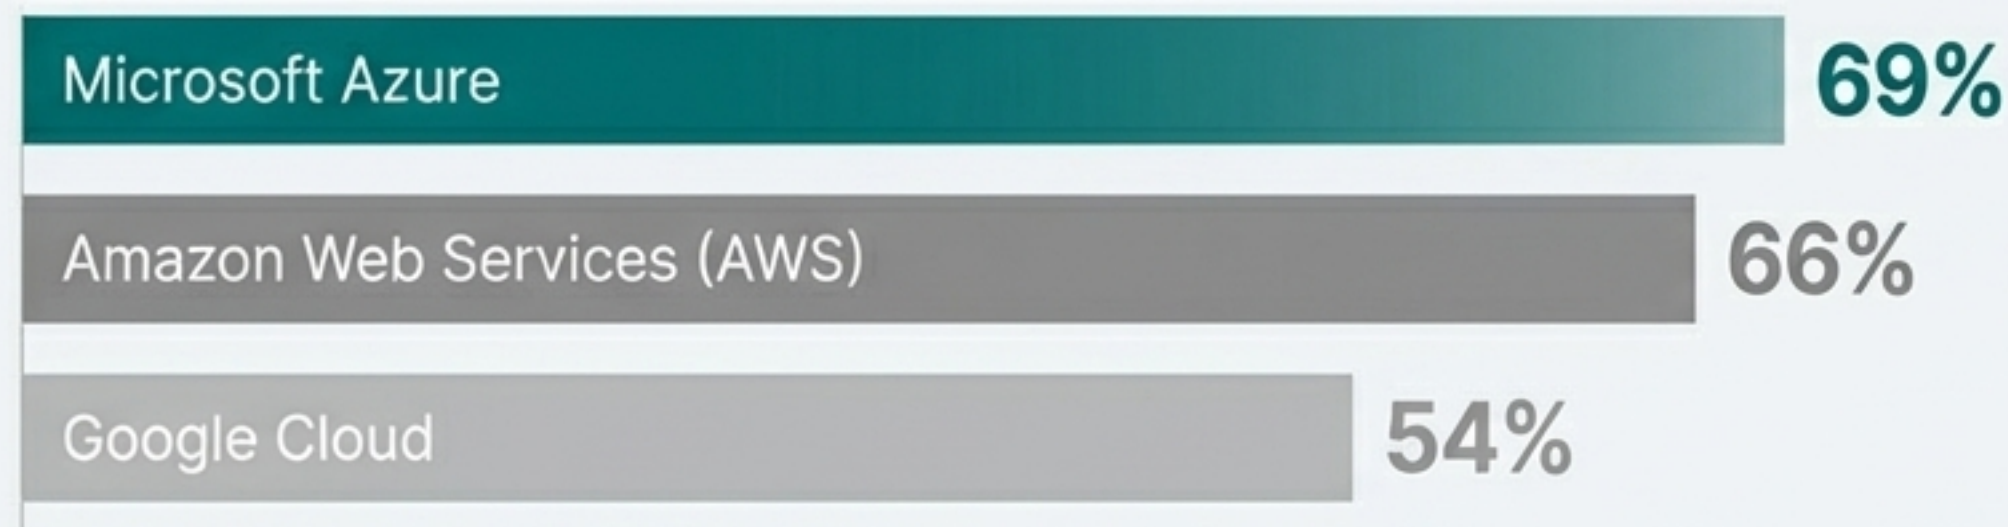 Microsoft Azure 69%
Amazon Web Services (AWS) 66%
Google Cloud 54%